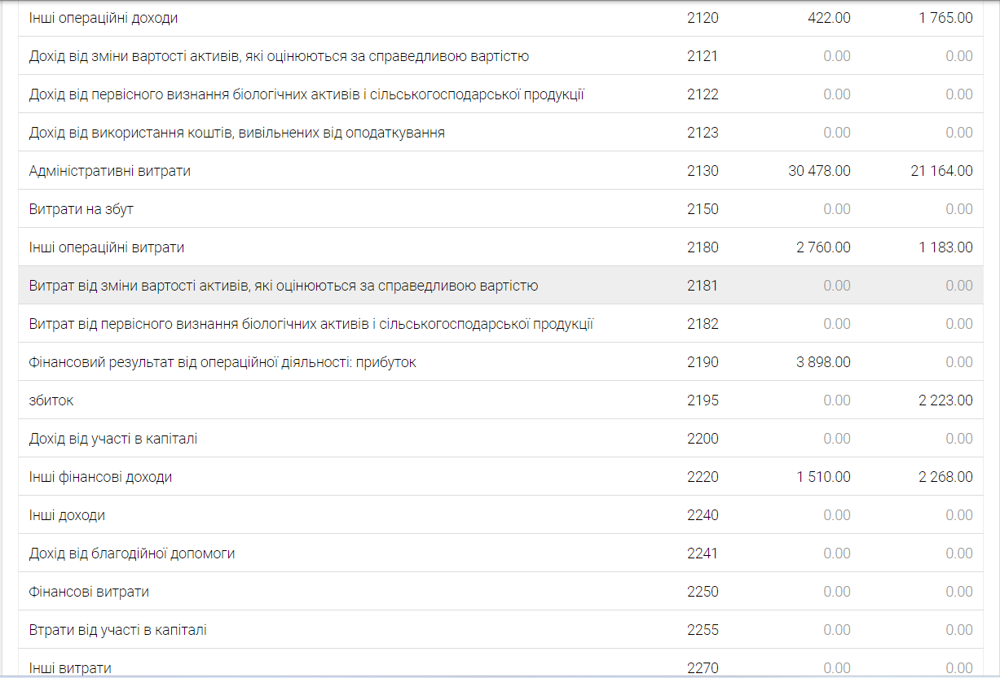 Інші операційні доходи 2120 422.00 1 765.00
Дохід від зміни вартості активів, які оцінюються за справедливою вартістю 2121 0.00 0.00
Дохід від первісного визнання біологічних активів і сільськогосподарської продукції 2122 0.00 0.00
Дохід від використання коштів, вивільнених від оподаткування 2123 0.00 0.00
Адміністративні витрати 2130 30 478.00 21 164.00
Витрати на збут 2150 0.00 0.00
Інші операційні витрати 2180 2 760.00 1 183.00
Витрат від зміни вартості активів, які оцінюються за справедливою вартістю 2181 0.00 0.00
Витрат від первісного визнання біологічних активів і сільськогосподарської продукції 2182 0.00 0.00
Фінансовий результат від операційної діяльності: прибуток 2190 3 898.00 0.00
збиток 2195 0.00 2 223.00
Дохід від участі в капіталі 2200 0.00 0.00
Інші фінансові доходи 2220 1 510.00 2 268.00
Інші доходи 2240 0.00 0.00
Дохід від благодійної допомоги 2241 0.00 0.00
Фінансові витрати 2250 0.00 0.00
Втрати від участі в капіталі 2255 0.00 0.00
Інші витрати 2270 0.00 0.00